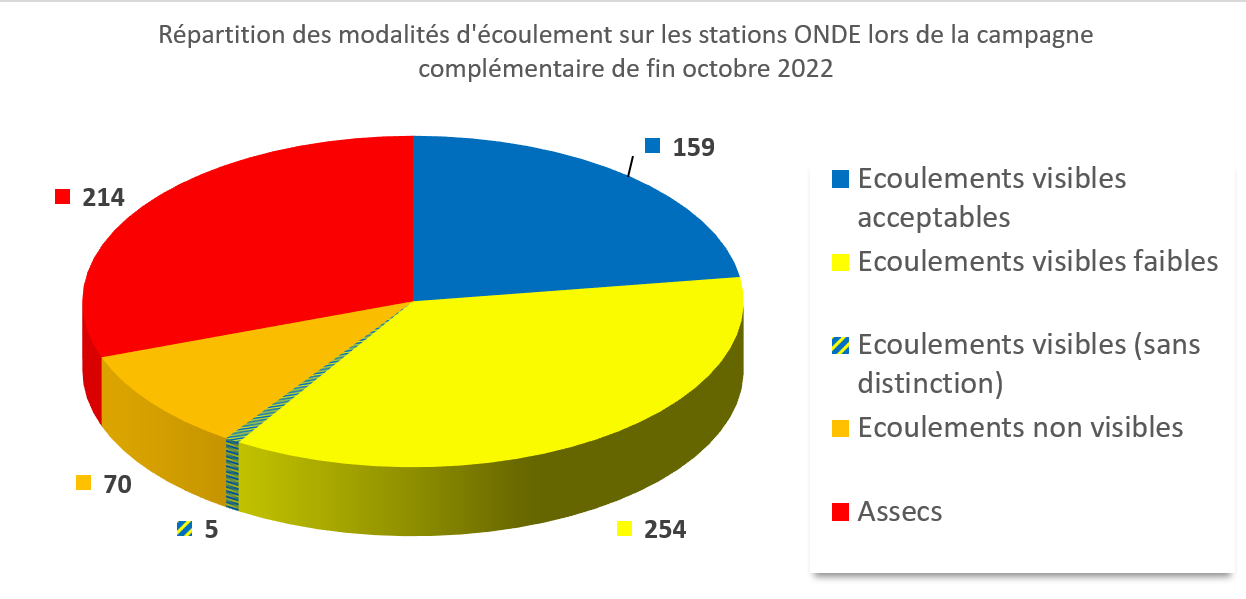 Répartition des modalités d'écoulement sur les stations ONDE lors de la campagne
complémentaire de fin octobre 2022
159
214
70
5
254
Ecoulements visibles
acceptables
Ecoulements visibles faibles
Ecoulements visibles (sans
distinction)
Ecoulements non visibles
Assecs